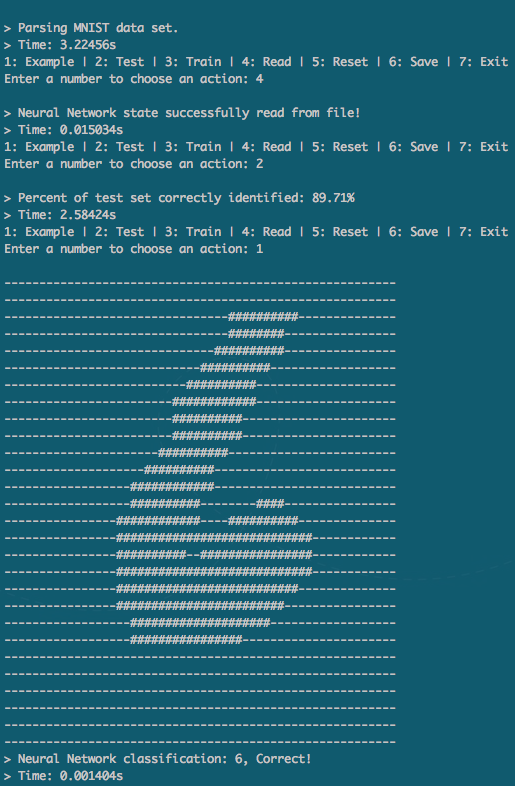 > Parsing MNIST data set.
> Time: 3.22456s
1: Example | 2: Test | 3: Train | 4: Read | 5: Reset | 6: Save | 7: Exit
Enter a number to choose an action: 4
> Neural Network state successfully read from file!
> Time: 0.015034s
1: Example | 2: Test | 3: Train | 4: Read | 5: Reset | 6: Save | 7: Exit
Enter a number to choose an action: 2
> Percent of test set correctly identified: 89.71%
> Time: 2.58424s
1: Example | 2: Test | 3: Train | 4: Read | 5: Reset | 6: Save | 7: Exit
Enter a number to choose an action: 1
--------------------------------------------------------
--------------------------------------------------------
--------------------------------##########--------------
--------------------------------########----------------
------------------------------##########----------------
----------------------------##########------------------
--------------------------##########--------------------
------------------------############--------------------
------------------------##########----------------------
------------------------##########----------------------
----------------------##########------------------------
--------------------##########--------------------------
------------------############--------------------------
------------------##########--------####----------------
----------------############----##########--------------
----------------############################------------
----------------##########--################------------
----------------############################------------
----------------##########################--------------
----------------########################----------------
------------------####################------------------
------------------################----------------------
--------------------------------------------------------
--------------------------------------------------------
--------------------------------------------------------
--------------------------------------------------------
--------------------------------------------------------
--------------------------------------------------------
> Neural Network classification: 6, Correct!
> Time: 0.001404s